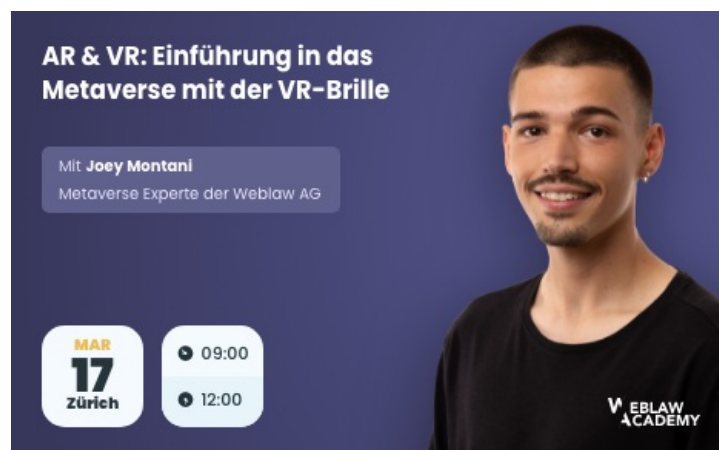 AR & VR: Einführung in das
Metaverse mit der VR-Brille
Mit Joey Montani
Metaverse Experte der Weblaw AG
MAR
17
Zürich
09:00
12:00
WEBLAW
ACADEMY